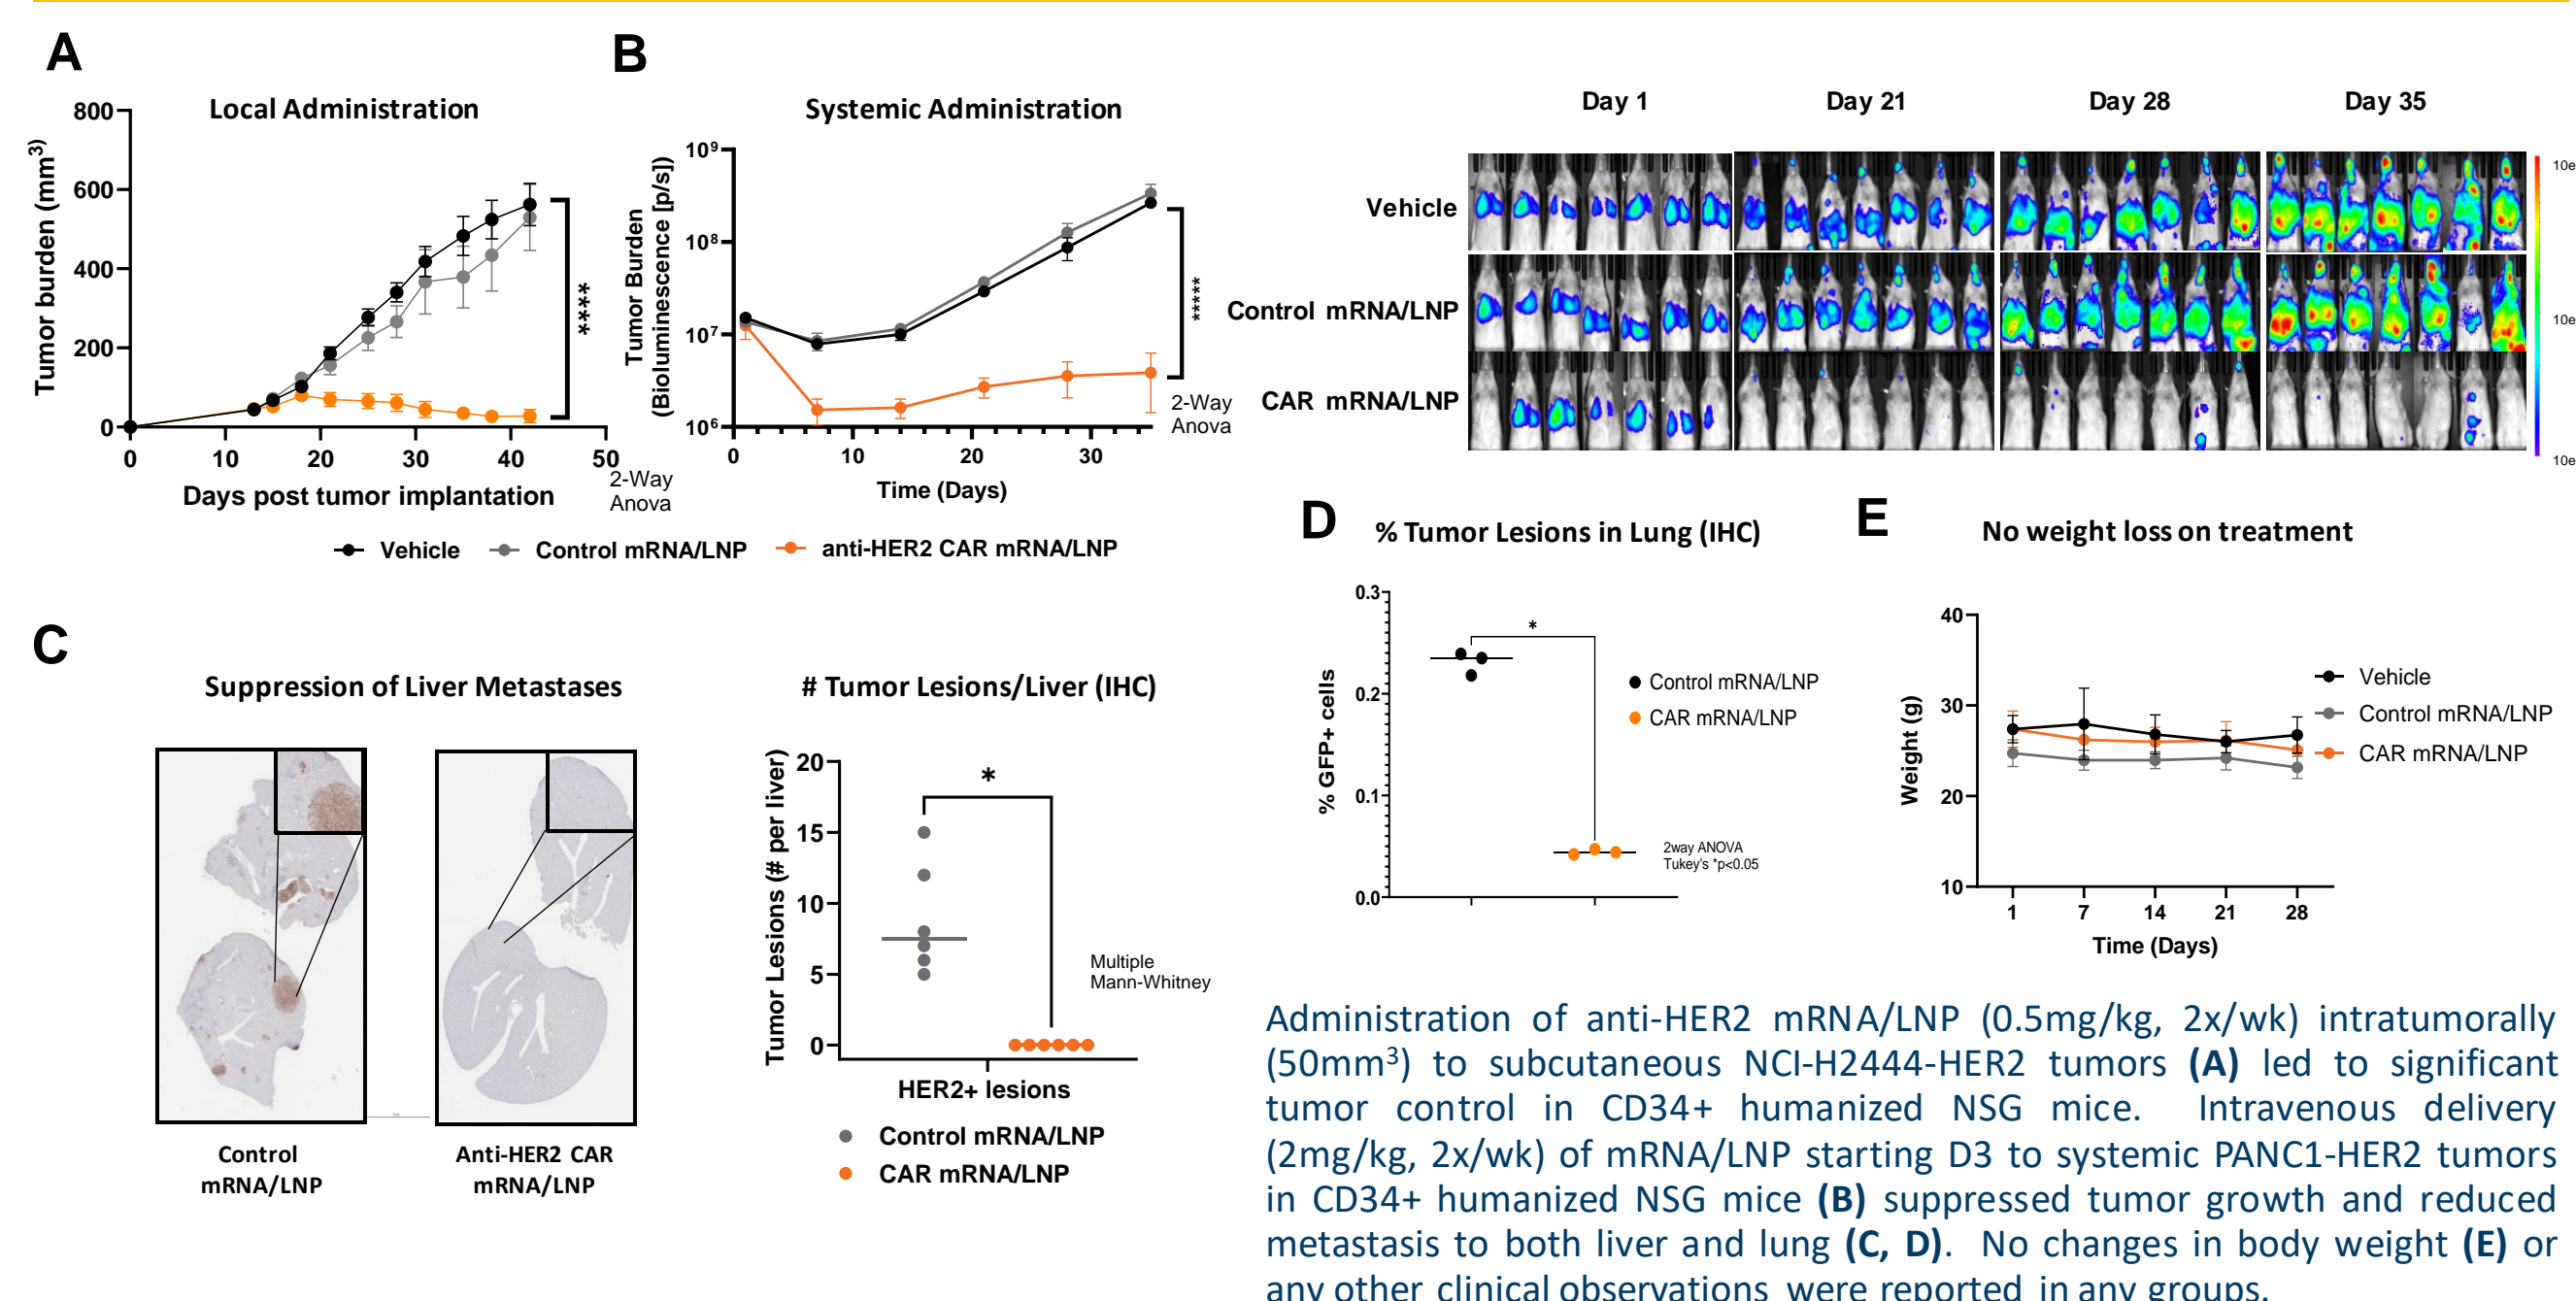 A
Local Administration
Tumor burden (mm³)
800
600
400
200
0
0 10 20 30 40 50
Days post tumor implantation
****
2-Way
Anova
B
Systemic Administration
Tumor Burden
(Bioluminescence [p/s])
10⁹
10⁸
10⁷
10⁶
0 10 20 30
Time (Days)
*****
2-Way
Anova
Vehicle
Control mRNA/LNP
anti-HER2 CAR mRNA/LNP
Day 1 Day 21 Day 28 Day 35
Vehicle
Control mRNA/LNP
CAR mRNA/LNP
10e
10e
10e
C
Suppression of Liver Metastases
Control
mRNA/LNP
Anti-HER2 CAR
mRNA/LNP
# Tumor Lesions/Liver (IHC)
Tumor Lesions (# per liver)
20
15
10
5
0
*
Multiple
Mann-Whitney
HER2+ lesions
Control mRNA/LNP
CAR mRNA/LNP
D
% Tumor Lesions in Lung (IHC)
% GFP+ cells
0.3
0.2
0.1
0.0
*
Control mRNA/LNP
CAR mRNA/LNP
2way ANOVA
Tukey's *p<0.05
E
No weight loss on treatment
Weight (g)
40
30
20
10
1 7 14 21 28
Time (Days)
Vehicle
Control mRNA/LNP
CAR mRNA/LNP
Administration of anti-HER2 mRNA/LNP (0.5mg/kg, 2x/wk) intratumorally
(50mm³) to subcutaneous NCI-H2444-HER2 tumors (A) led to significant
tumor control in CD34+ humanized NSG mice. Intravenous delivery
(2mg/kg, 2x/wk) of mRNA/LNP starting D3 to systemic PANC1-HER2 tumors
in CD34+ humanized NSG mice (B) suppressed tumor growth and reduced
metastasis to both liver and lung (C, D). No changes in body weight (E) or
any other clinical observations were reported in any groups.